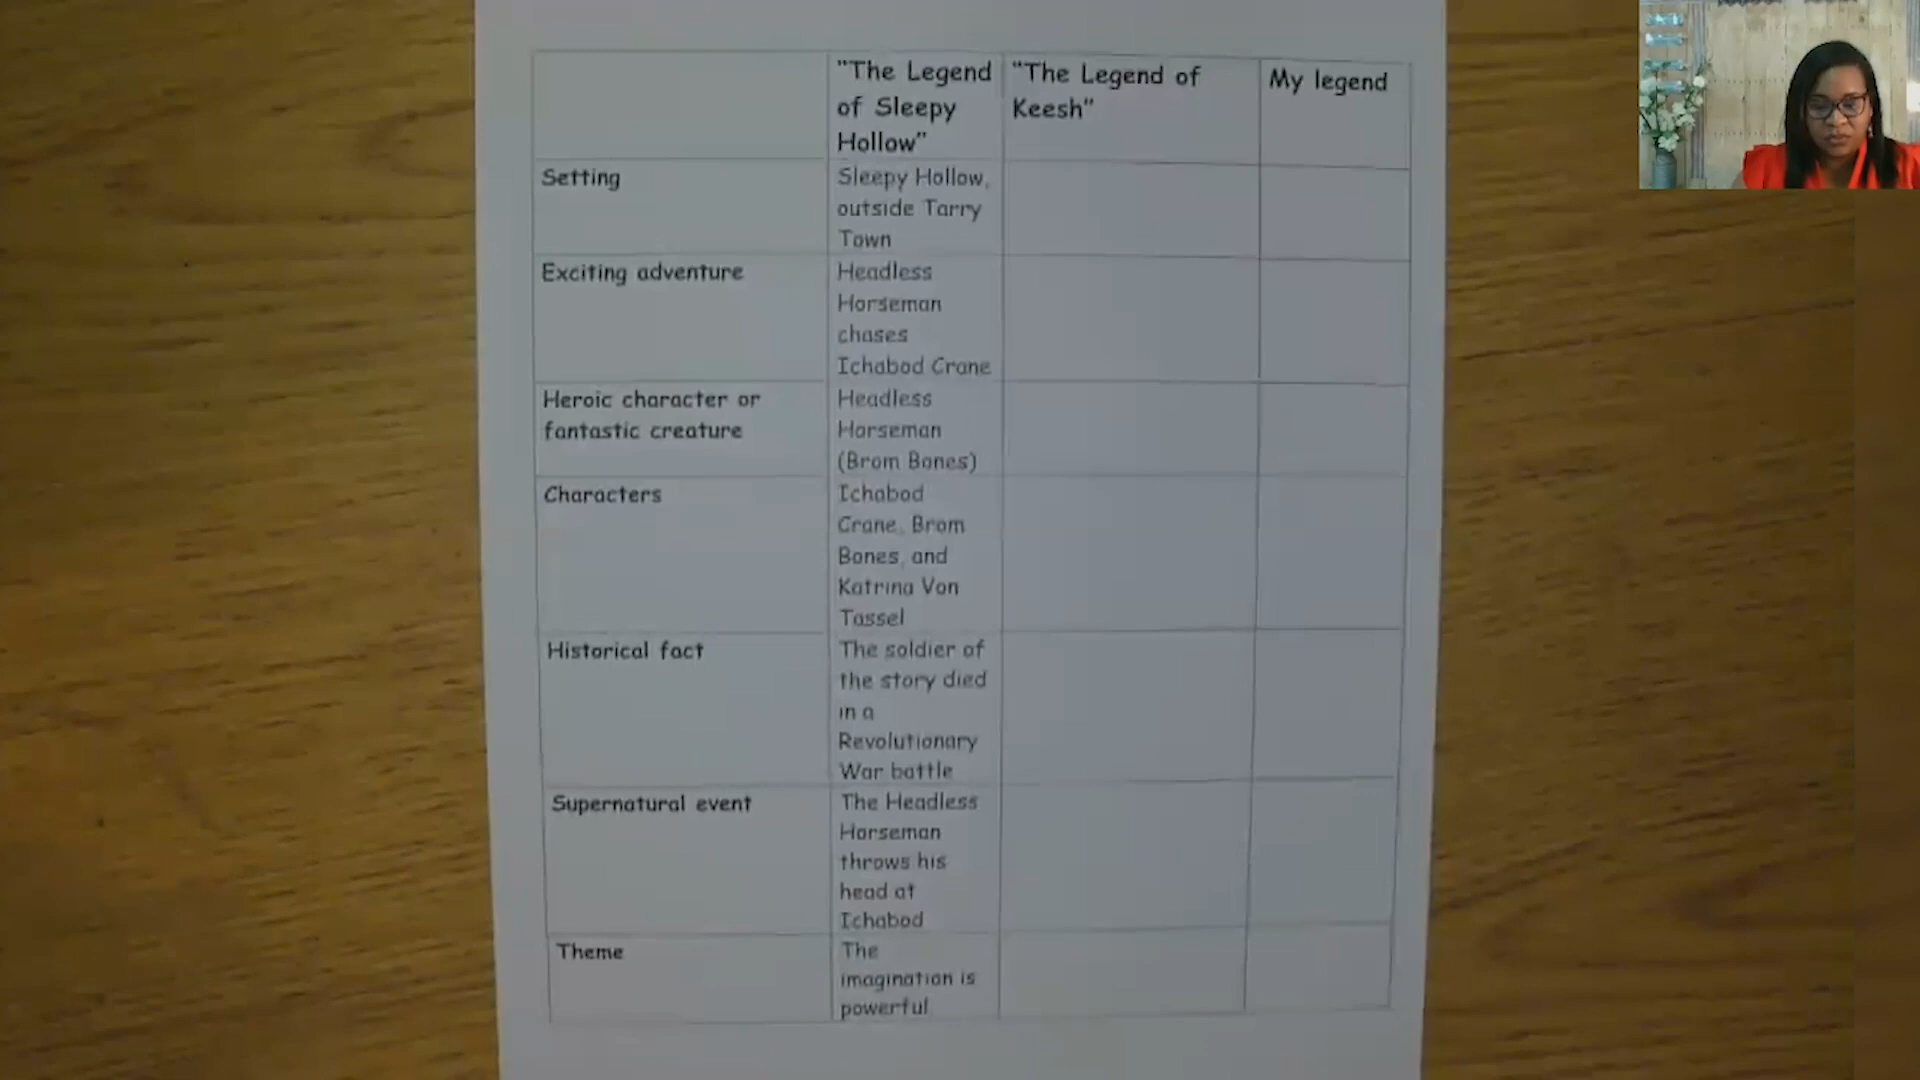 "The Legend
of Sleepy
Hollow"
"The Legend of
Keesh"
My legend
Setting
Sleepy Hollow,
outside Tarry
Town
Exciting adventure
Headless
Horseman
chases
Ichabod Crane
Heroic character or
fantastic creature
Headless
Horseman
(Brom Bones)
Characters
Ichabod
Crane, Brom
Bones, and
Katrina Von
Tassel
Historical fact
The soldier of
the story died
in a
Revolutionary
War battle
Supernatural event
The Headless
Horseman
throws his
head at
Ichabod
Theme
The
imagination is
powerful